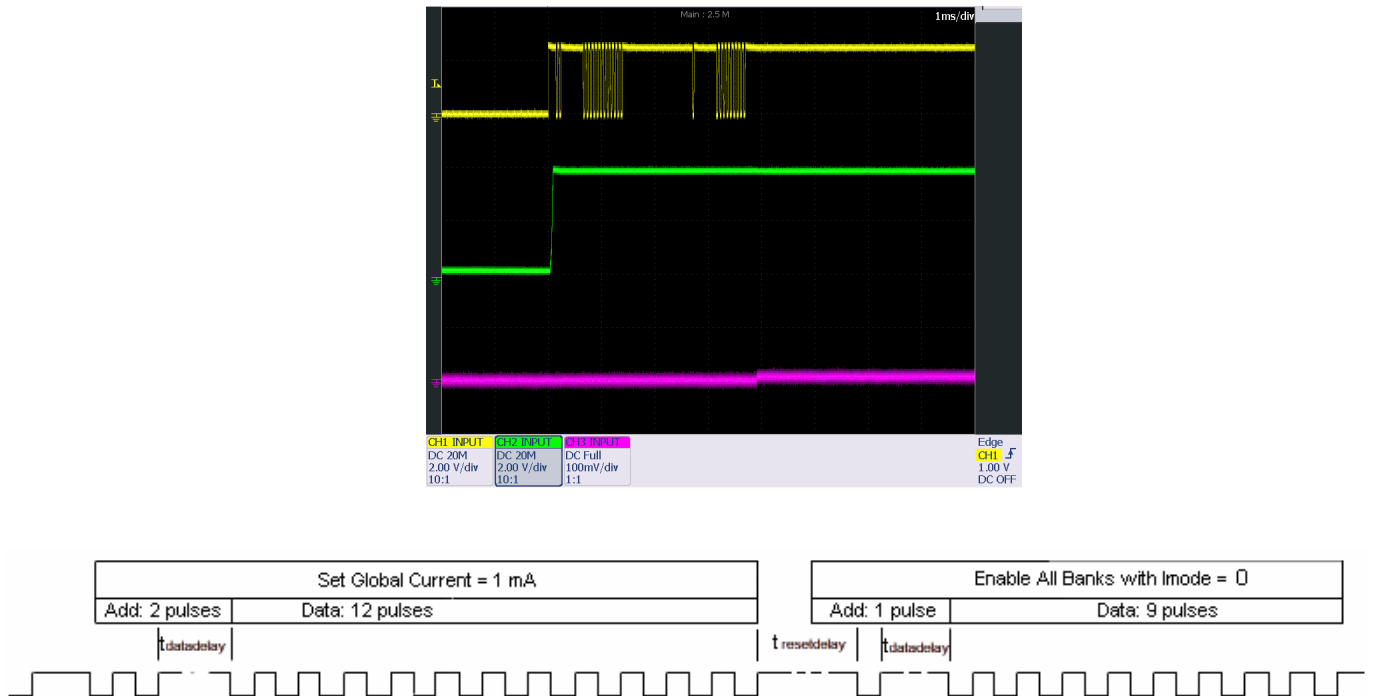 Main : 2.5 M
1ms/div
CH1 INPUT CH2 INPUT CH3 INPUT Edge
DC 20M DC 20M DC Full CH1
2.00 V/div 2.00 V/div 100mV/div 1.00 V
10:1 10:1 1:1 DC OFF
Set Global Current = 1 mA Enable All Banks with Imode = 0
Add: 2 pulses Data: 12 pulses Add: 1 pulse Data: 9 pulses
tdatadelay t resetdelay tdatadelay